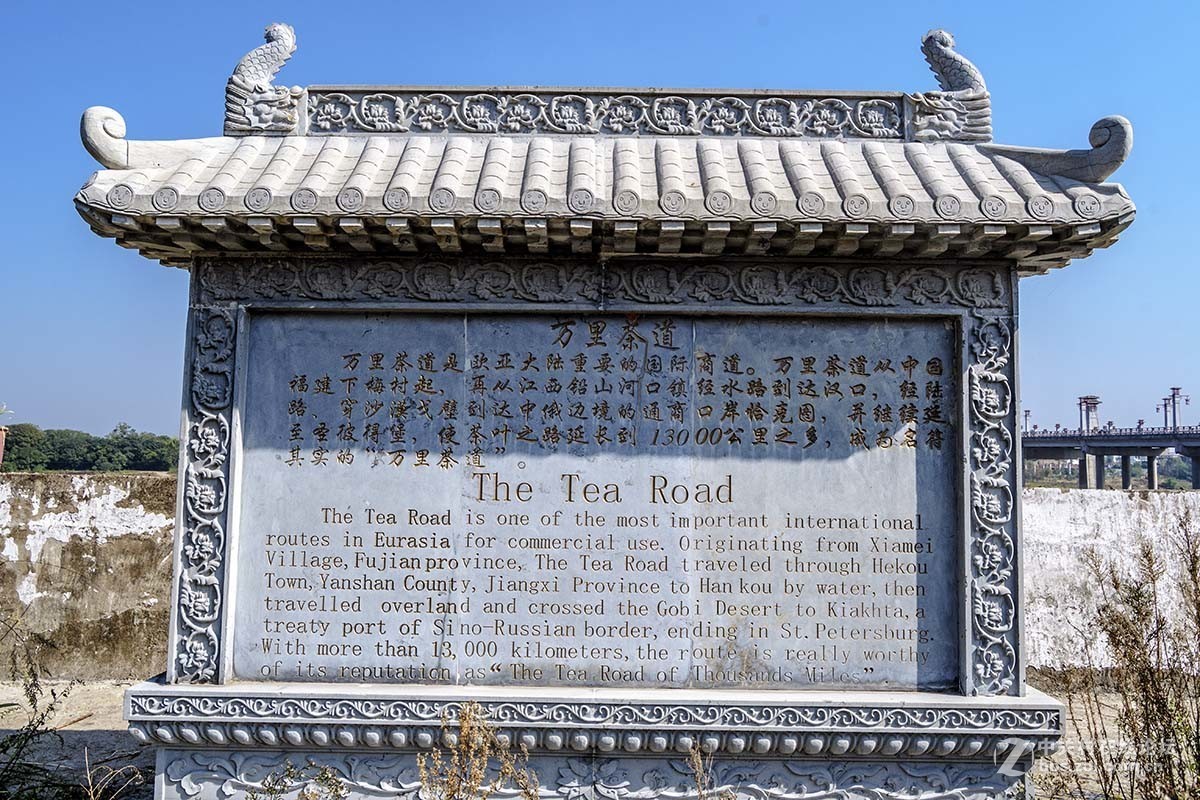 万里茶道
万里茶道是欧亚大陆重要的国际商道。万里茶道从中国
福建下梅村起，再从江西铅山河口镇经水路到达汉口，经陆
路、穿沙漠戈壁到达中俄边境的通商口岸恰克图，并继续延
至圣彼得堡，使茶叶之路延长到13000公里之多，成为名符
其实的“万里茶道”。
The Tea Road
The Tea Road is one of the most important international
routes in Eurasia for commercial use. Originating from Xiamei
Village, Fujian province, The Tea Road traveled through Hekou
Town, Yanshan County, Jiangxi Province to Han kou by water, then
travelled overland and crossed the Gobi Desert to Kiakhta, a
treaty port of Sino-Russian border, ending in St. Petersburg.
With more than 13,000 kilometers, the route is really worthy
of its reputation as “The Tea Road of Thousands Miles”